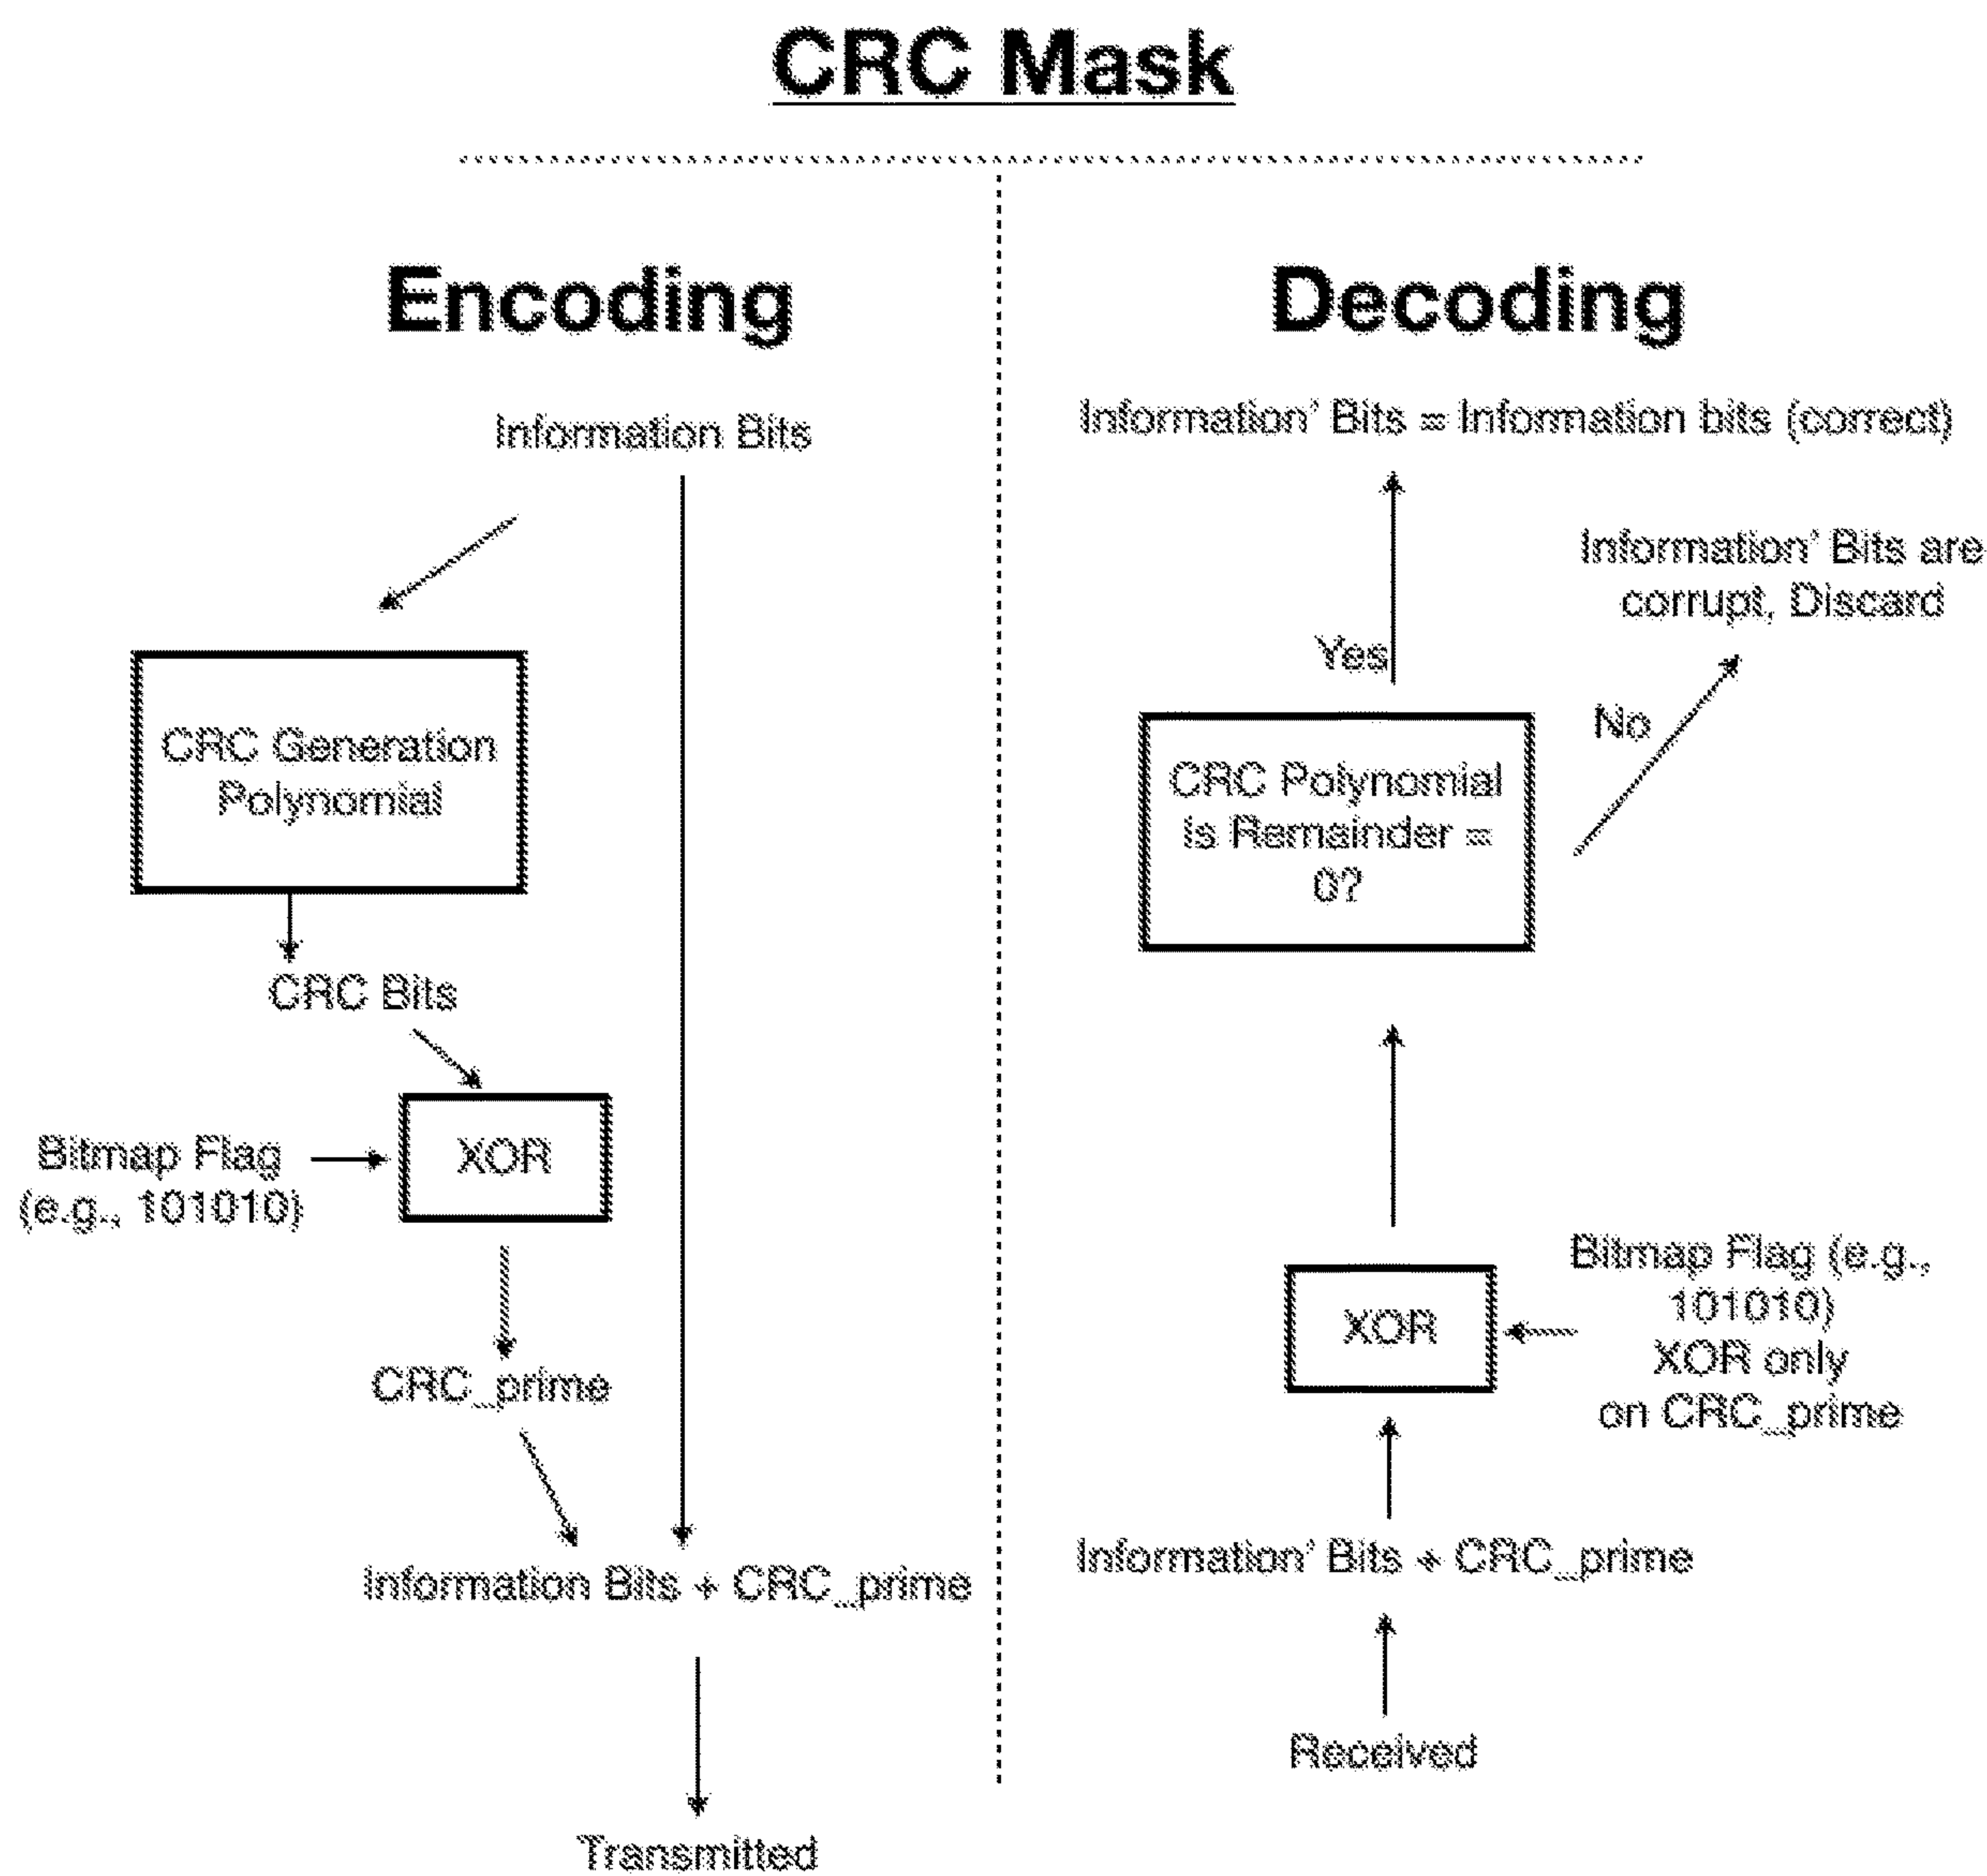 CRC Mask
Encoding
Information Bits
CRC Generation
Polynomial
CRC Bits
Bitmap Flag
(e.g., 101010)
XOR
CRC_prime
Information Bits + CRC_prime
Transmitted
Decoding
Information' Bits = Information bits (correct)
Information' Bits are
corrupt, Discard
Yes
No
CRC Polynomial
Is Remainder =
0?
XOR
Bitmap Flag (e.g.,
101010)
XOR only
on CRC_prime
Information' Bits + CRC_prime
Received